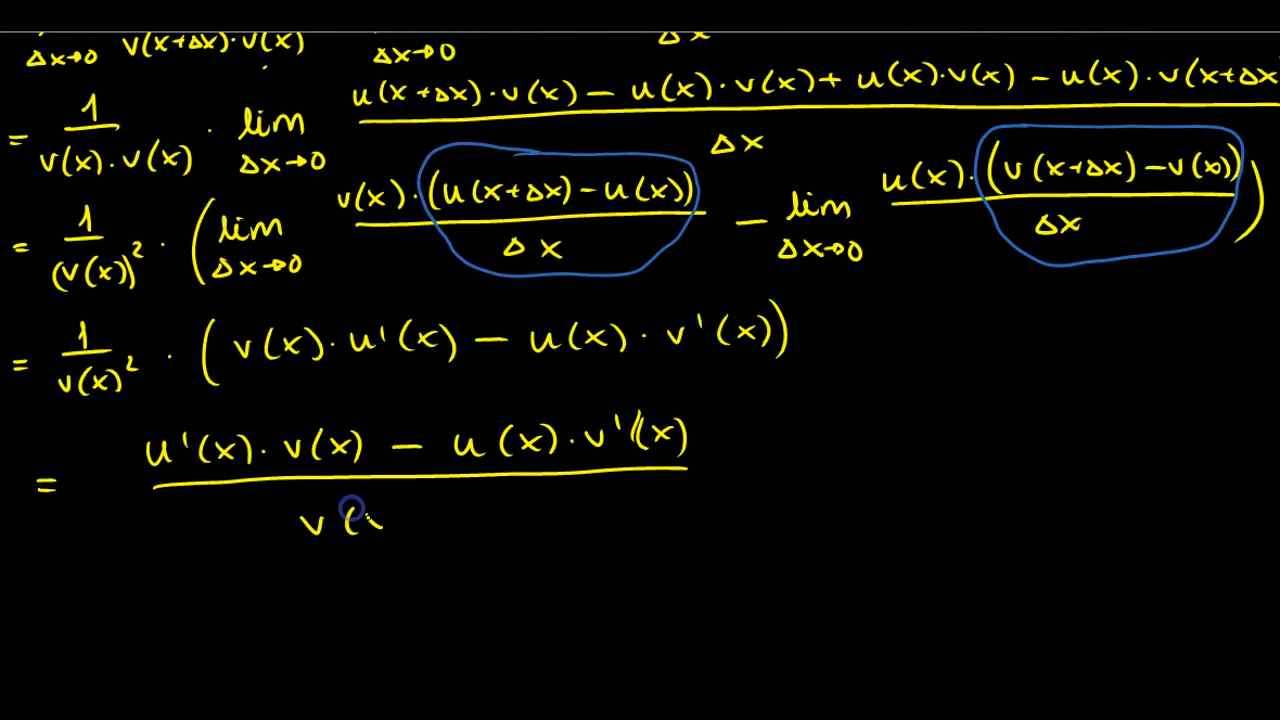 Δx→0 v(x+Δx)·v(x) Δx→0 Δx
= 1/(v(x)·v(x)) · lim Δx→0 (u(x+Δx)·v(x) − u(x)·v(x) + u(x)·v(x) − u(x)·v(x+Δx)/Δx
= 1/(v(x))² · (lim Δx→0 v(x)·(u(x+Δx)−u(x))/Δx − lim Δx→0 u(x)·(v(x+Δx)−v(x))/Δx)
= 1/v(x)² · (v(x)·u'(x) − u(x)·v'(x))
= u'(x)·v(x) − u(x)·v'(x)
v(